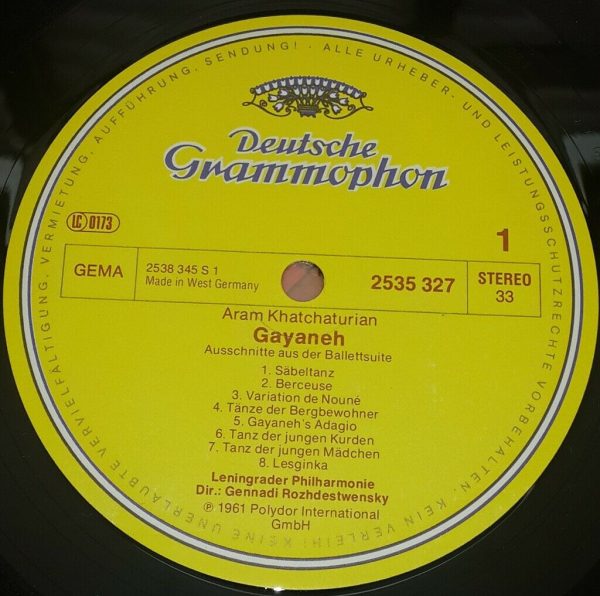 KEINE UNERLAUBTE VERVIELFÄLTIGUNG, VERMIETUNG, AUFFÜHRUNG, SENDUNG! · ALLE URHEBER- UND LEISTUNGSSCHUTZRECHTE VORBEHALTEN, KEIN VERLEIH!
Deutsche
Grammophon
LC 0173
1
GEMA
2538 345 S 1
Made in West Germany
2535 327
STEREO
33
Aram Khatchaturian
Gayaneh
Ausschnitte aus der Ballettsuite
1. Säbeltanz
2. Berceuse
3. Variation de Nouné
4. Tänze der Bergbewohner
5. Gayaneh's Adagio
6. Tanz der jungen Kurden
7. Tanz der jungen Mädchen
8. Lesginka
Leningrader Philharmonie
Dir.: Gennadi Rozhdestwensky
℗ 1961 Polydor International
GmbH